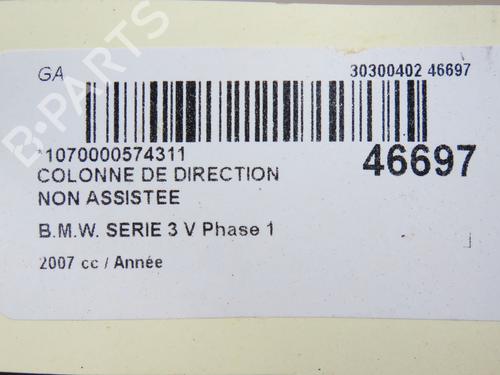 GA
30300402 46697
*1070000574311
46697
COLONNE DE DIRECTION
NON ASSISTEE
B.M.W. SERIE 3 V Phase 1
2007 cc / Année
B-PARTS